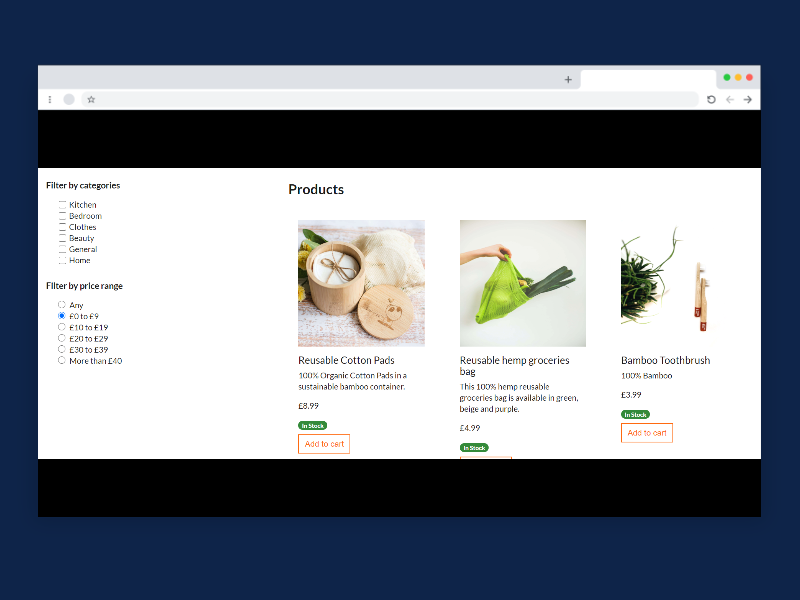 Filter by categories
Kitchen
Bedroom
Clothes
Beauty
General
Home
Filter by price range
Any
£0 to £9
£10 to £19
£20 to £29
£30 to £39
More than £40
Products
Reusable Cotton Pads
100% Organic Cotton Pads in a
sustainable bamboo container.
£8.99
In Stock
Add to cart
Reusable hemp groceries
bag
This 100% hemp reusable
groceries bag is available in green,
beige and purple.
£4.99
In Stock
Bamboo Toothbrush
100% Bamboo
£3.99
In Stock
Add to cart